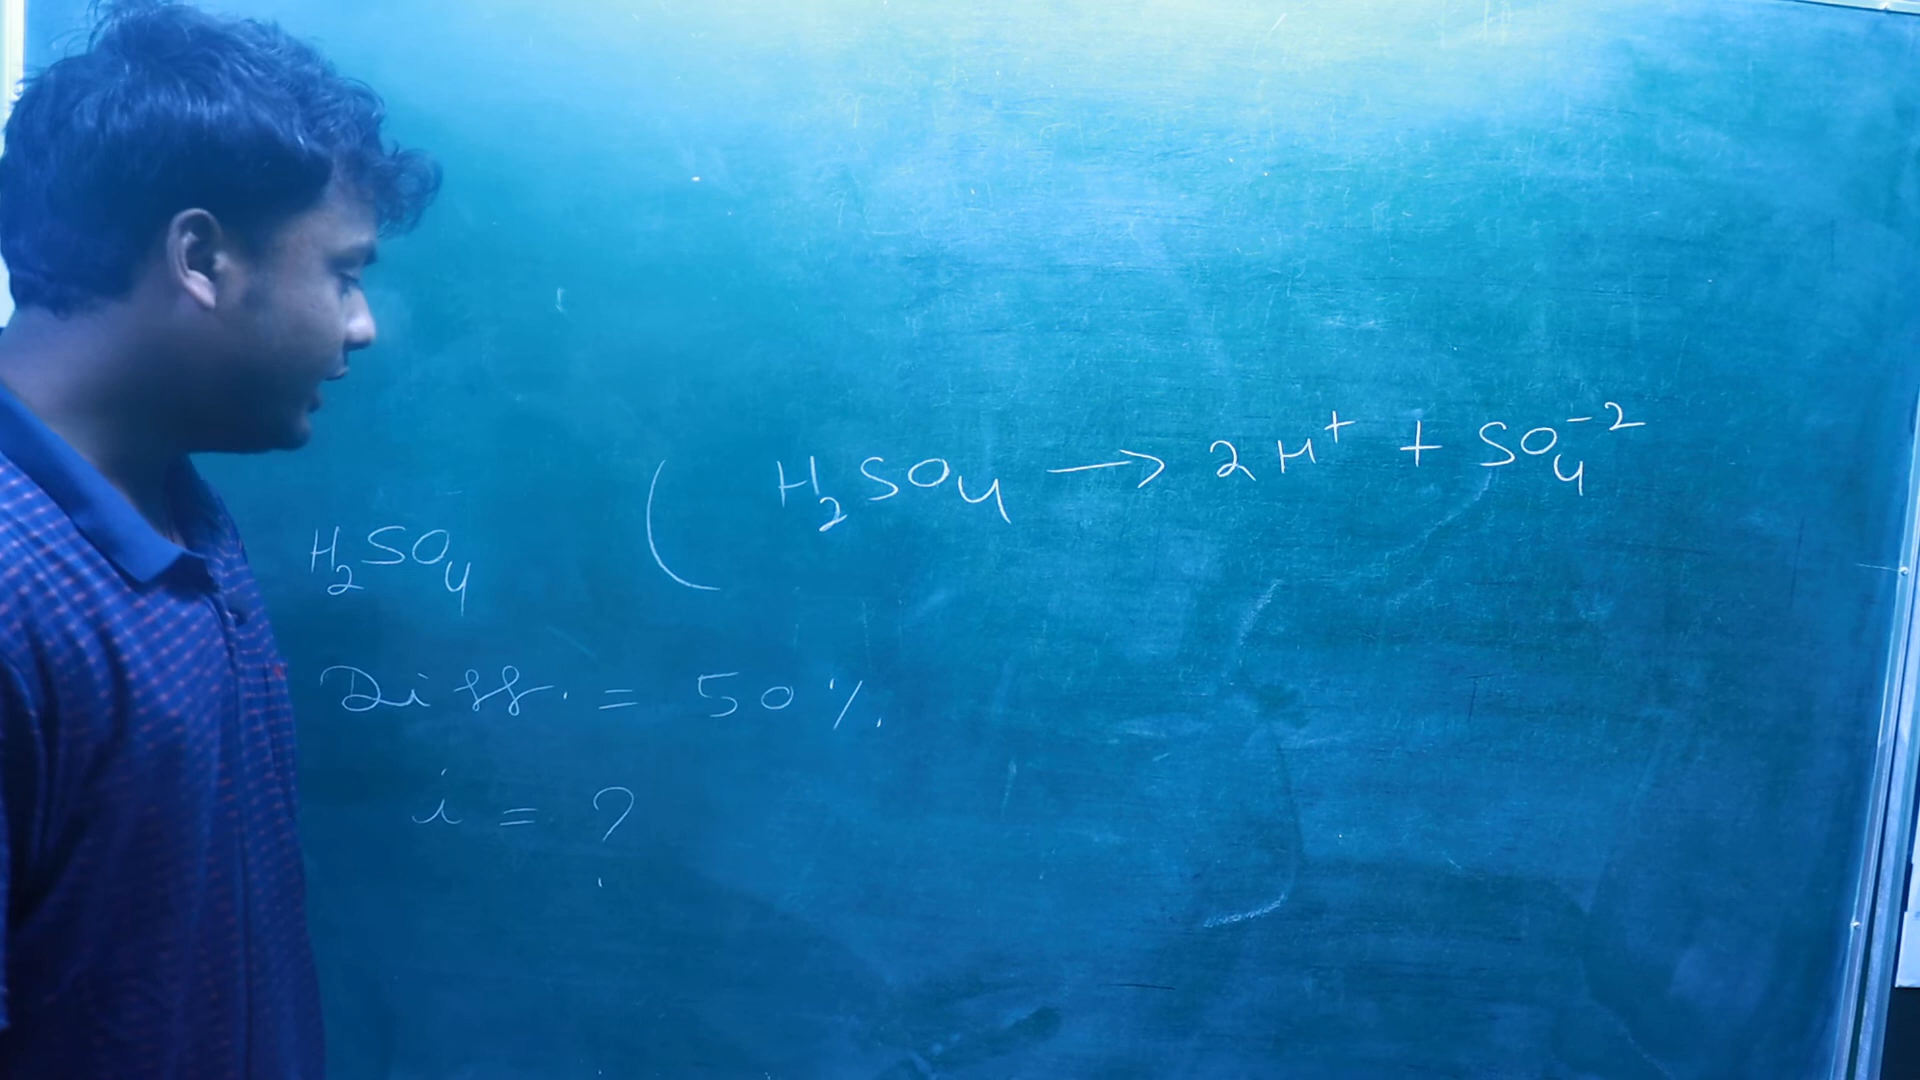 ( H₂SO₄ → 2H⁺ + SO₄⁻²
H₂SO₄
Diss. = 50%.
i = ?